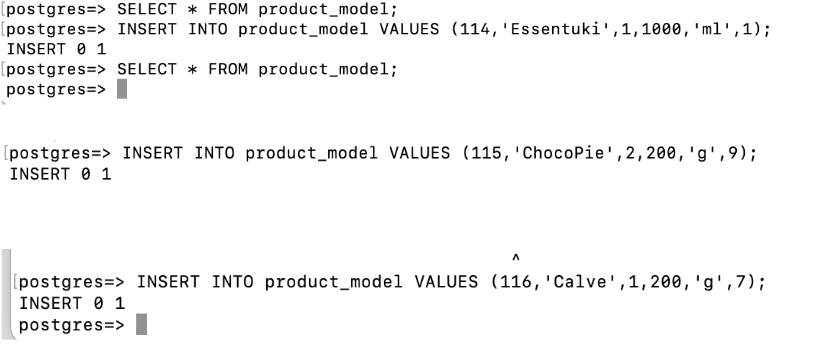 [postgres=> SELECT * FROM product_model;
[postgres=> INSERT INTO product_model VALUES (114,'Essentuki',1,1000,'ml',1);
INSERT 0 1
[postgres=> SELECT * FROM product_model;
postgres=>
[postgres=> INSERT INTO product_model VALUES (115,'ChocoPie',2,200,'g',9);
INSERT 0 1
^
[postgres=> INSERT INTO product_model VALUES (116,'Calve',1,200,'g',7);
INSERT 0 1
postgres=>